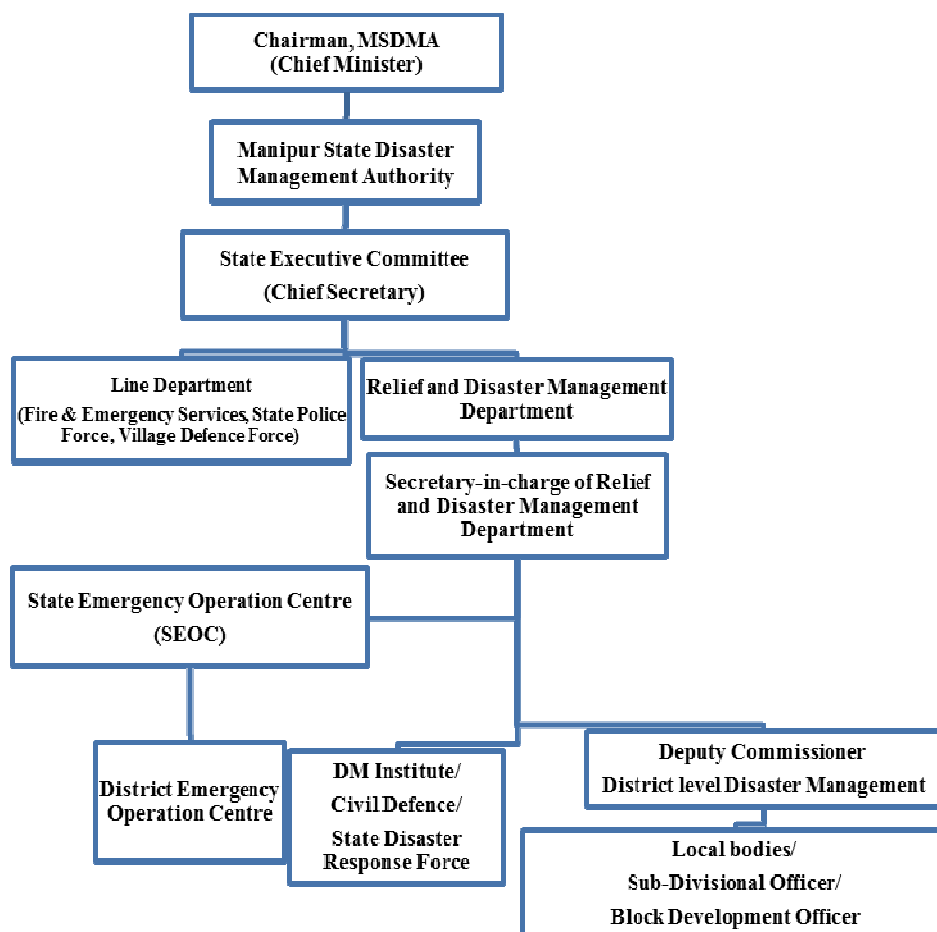 Chairman, MSDMA
(Chief Minister)
Manipur State Disaster
Management Authority
State Executive Committee
(Chief Secretary)
Line Department
(Fire & Emergency Services, State Police
Force, Village Defence Force)
Relief and Disaster Management
Department
Secretary-in-charge of Relief
and Disaster Management
Department
State Emergency Operation Centre
(SEOC)
District Emergency
Operation Centre
DM Institute/
Civil Defence/
State Disaster
Response Force
Deputy Commissioner
District level Disaster Management
Local bodies/
Sub-Divisional Officer/
Block Development Officer